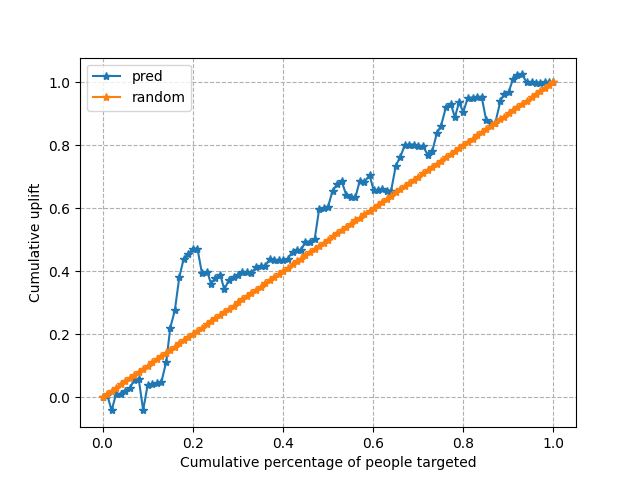 pred
random
1.0
0.8
0.6
0.4
0.2
0.0
Cumulative uplift
0.0 0.2 0.4 0.6 0.8 1.0
Cumulative percentage of people targeted